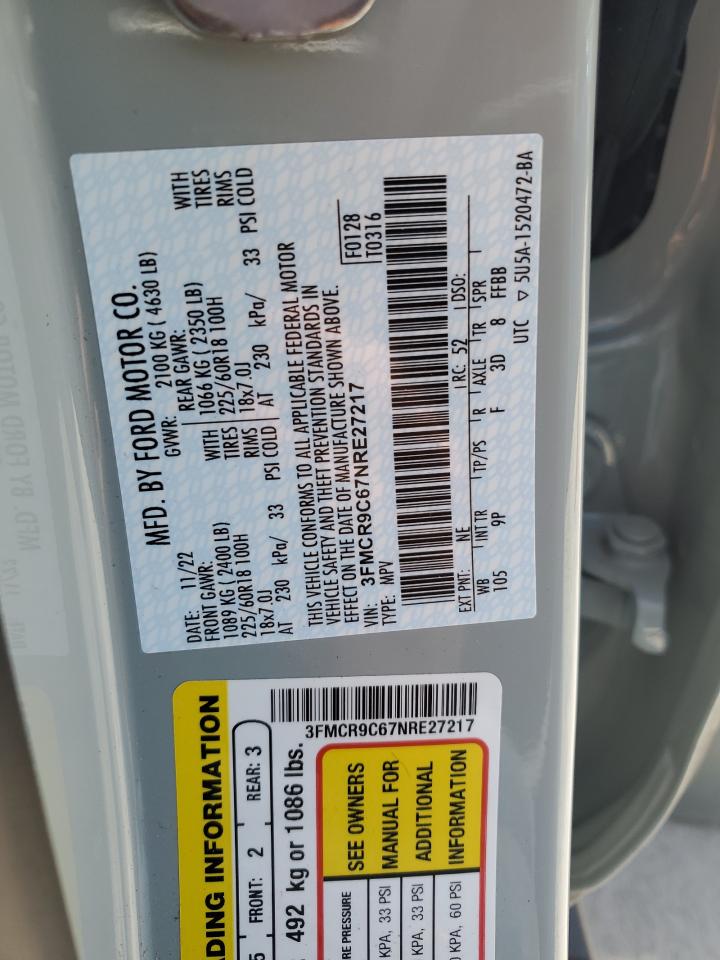 MFD. BY FORD MOTOR CO.
DATE: 11/22
GVWR:
2100 KG ( 4630 LB)
FRONT GAWR:
REAR GAWR:
1089 KG ( 2400 LB)
WITH
1066 KG ( 2350 LB)
WITH
225/60R18 100H
TIRES
225/60R18 100H
TIRES
18x7.0J
RIMS
18x7.0J
RIMS
AT 230 kPa/ 33 PSI COLD
AT 230 kPa/ 33 PSI COLD
THIS VEHICLE CONFORMS TO ALL APPLICABLE FEDERAL MOTOR
VEHICLE SAFETY AND THEFT PREVENTION STANDARDS IN
EFFECT ON THE DATE OF MANUFACTURE SHOWN ABOVE.
VIN: 3FMCR9C67NRE27217
TYPE: MPV
F0128
T0316
EXT PNT: NE RC: 52 DSO:
WB INT TR TP/PS R AXLE TR SPR
105 9P F 3D 8 FFBB
UTC ▽ 5U5A-1520472-BA
ADING INFORMATION
FRONT: 2 REAR: 3
492 kg or 1086 lbs.
3FMCR9C67NRE27217
RE PRESSURE
KPA, 33 PSI
KPA, 33 PSI
KPA, 60 PSI
SEE OWNERS
MANUAL FOR
ADDITIONAL
INFORMATION